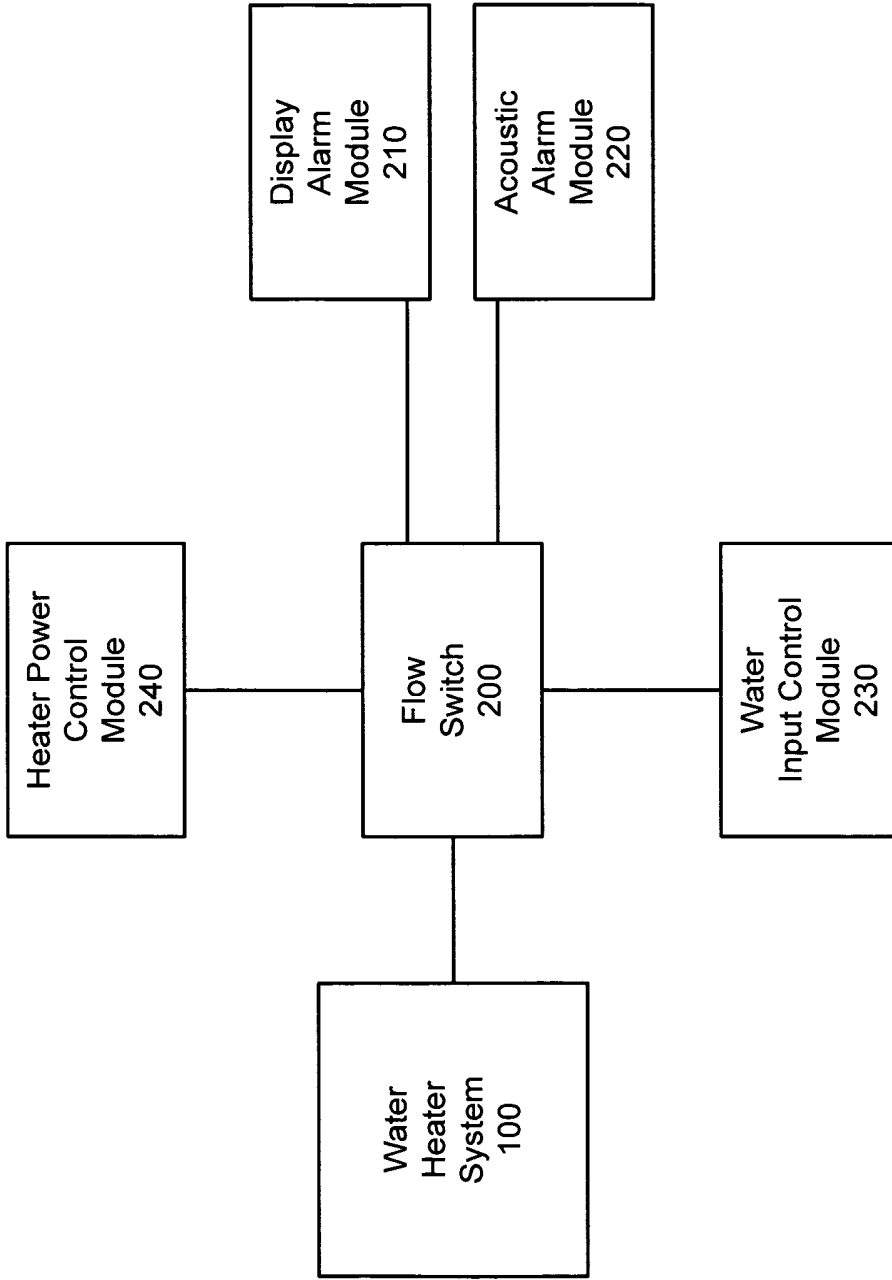 Water
Heater
System
100
Water
Input Control
Module
230
Flow
Switch
200
Heater Power
Control
Module
240
Acoustic
Alarm
Module
220
Display
Alarm
Module
210